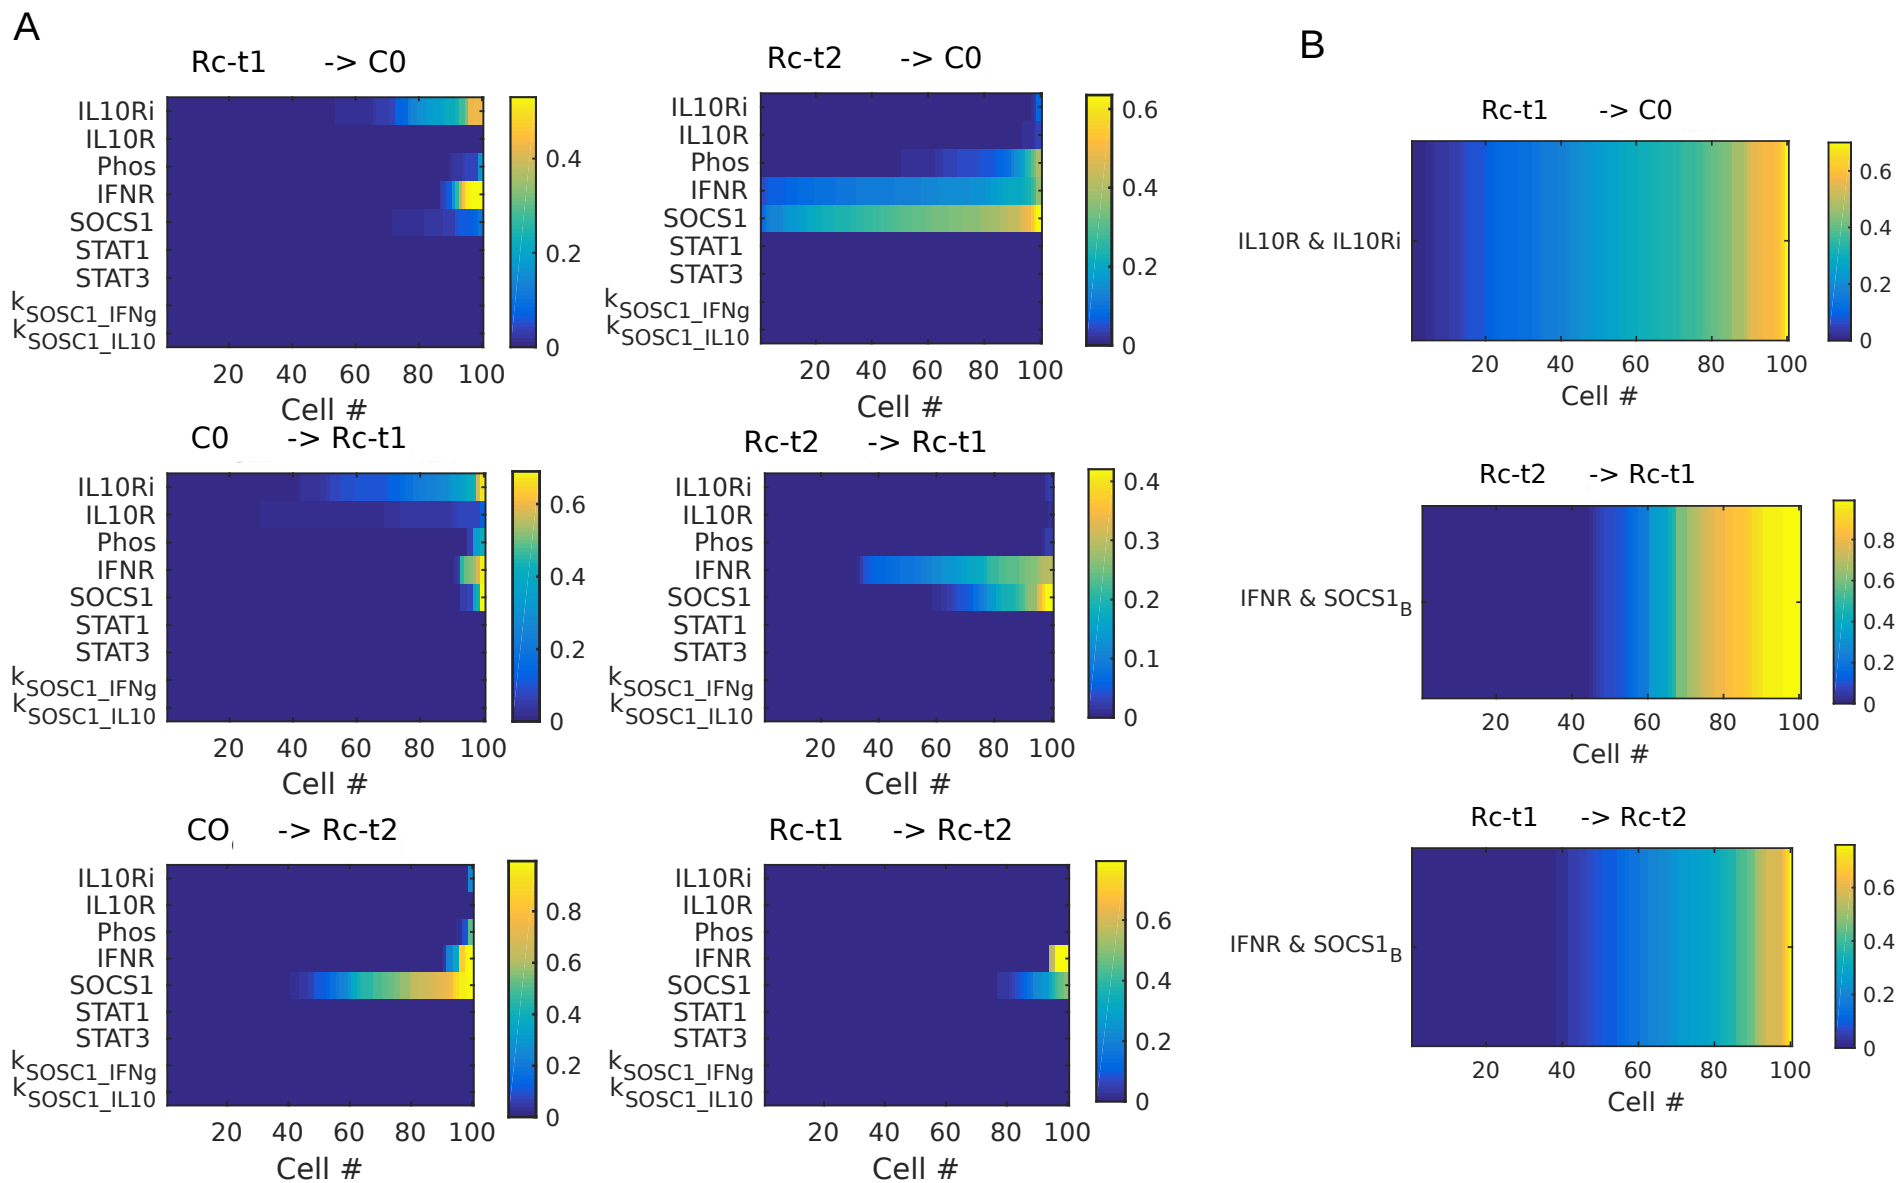 A
B
Rc-t1 -> C0
IL10Ri
IL10R
Phos
IFNR
SOCS1
STAT1
STAT3
kSOSC1_IFNg
kSOSC1_IL10
20 40 60 80 100
Cell #
0.4
0.2
0
Rc-t2 -> C0
IL10Ri
IL10R
Phos
IFNR
SOCS1
STAT1
STAT3
kSOSC1_IFNg
kSOSC1_IL10
20 40 60 80 100
Cell #
0.6
0.4
0.2
0
Rc-t1 -> C0
IL10R & IL10Ri
20 40 60 80 100
Cell #
0.6
0.4
0.2
0
C0 -> Rc-t1
IL10Ri
IL10R
Phos
IFNR
SOCS1
STAT1
STAT3
kSOSC1_IFNg
kSOSC1_IL10
20 40 60 80 100
Cell #
0.6
0.4
0.2
0
Rc-t2 -> Rc-t1
IL10Ri
IL10R
Phos
IFNR
SOCS1
STAT1
STAT3
kSOSC1_IFNg
kSOSC1_IL10
20 40 60 80 100
Cell #
0.4
0.3
0.2
0.1
0
Rc-t2 -> Rc-t1
IFNR & SOCS1B
20 40 60 80 100
Cell #
0.8
0.6
0.4
0.2
0
CO -> Rc-t2
IL10Ri
IL10R
Phos
IFNR
SOCS1
STAT1
STAT3
kSOSC1_IFNg
kSOSC1_IL10
20 40 60 80 100
Cell #
0.8
0.6
0.4
0.2
0
Rc-t1 -> Rc-t2
IL10Ri
IL10R
Phos
IFNR
SOCS1
STAT1
STAT3
kSOSC1_IFNg
kSOSC1_IL10
20 40 60 80 100
Cell #
0.6
0.4
0.2
0
Rc-t1 -> Rc-t2
IFNR & SOCS1B
20 40 60 80 100
Cell #
0.6
0.4
0.2
0